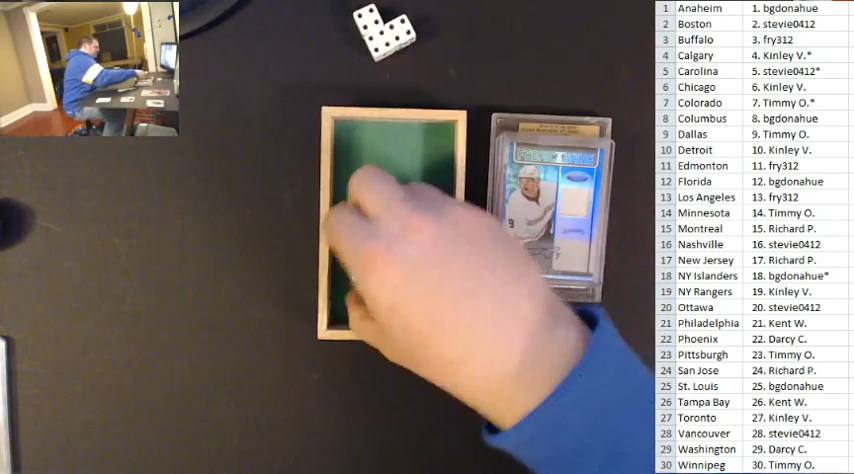 1 Anaheim 1. bgdonahue
2 Boston 2. stevie0412
3 Buffalo 3. fry312
4 Calgary 4. Kinley V.*
5 Carolina 5. stevie0412*
6 Chicago 6. Kinley V.
7 Colorado 7. Timmy O.*
8 Columbus 8. bgdonahue
9 Dallas 9. Timmy O.
10 Detroit 10. Kinley V.
11 Edmonton 11. fry312
12 Florida 12. bgdonahue
13 Los Angeles 13. fry312
14 Minnesota 14. Timmy O.
15 Montreal 15. Richard P.
16 Nashville 16. stevie0412
17 New Jersey 17. Richard P.
18 NY Islanders 18. bgdonahue*
19 NY Rangers 19. Kinley V.
20 Ottawa 20. stevie0412
21 Philadelphia 21. Kent W.
22 Phoenix 22. Darcy C.
23 Pittsburgh 23. Timmy O.
24 San Jose 24. Richard P.
25 St. Louis 25. bgdonahue
26 Tampa Bay 26. Kent W.
27 Toronto 27. Kinley V.
28 Vancouver 28. stevie0412
29 Washington 29. Darcy C.
30 Winnipeg 30. Timmy O.